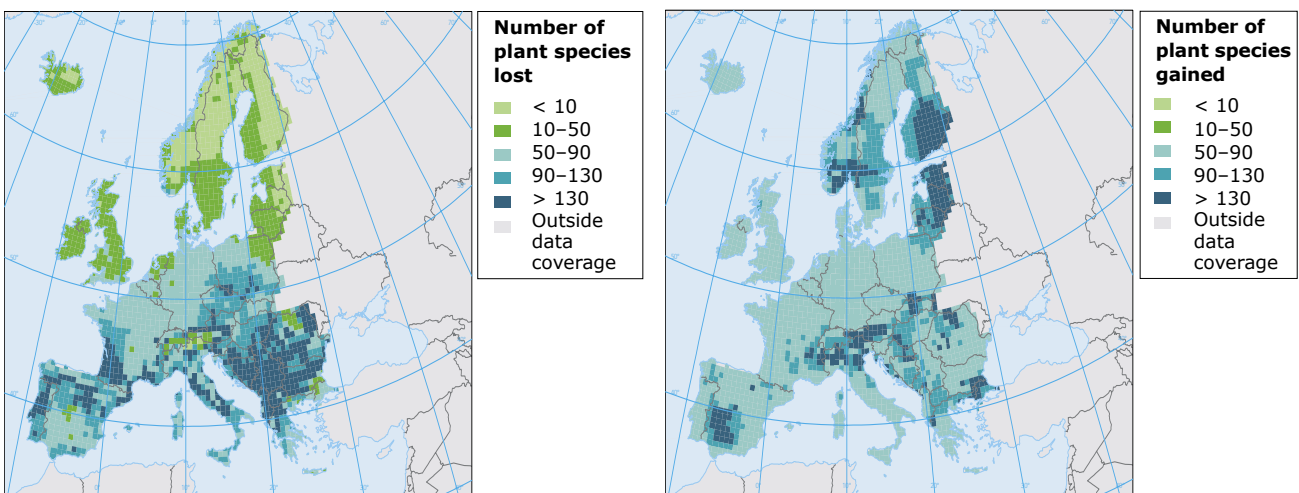 Number of
plant species
lost
< 10
10–50
50–90
90–130
> 130
Outside
data
coverage
Number of
plant species
gained
< 10
10–50
50–90
90–130
> 130
Outside
data
coverage